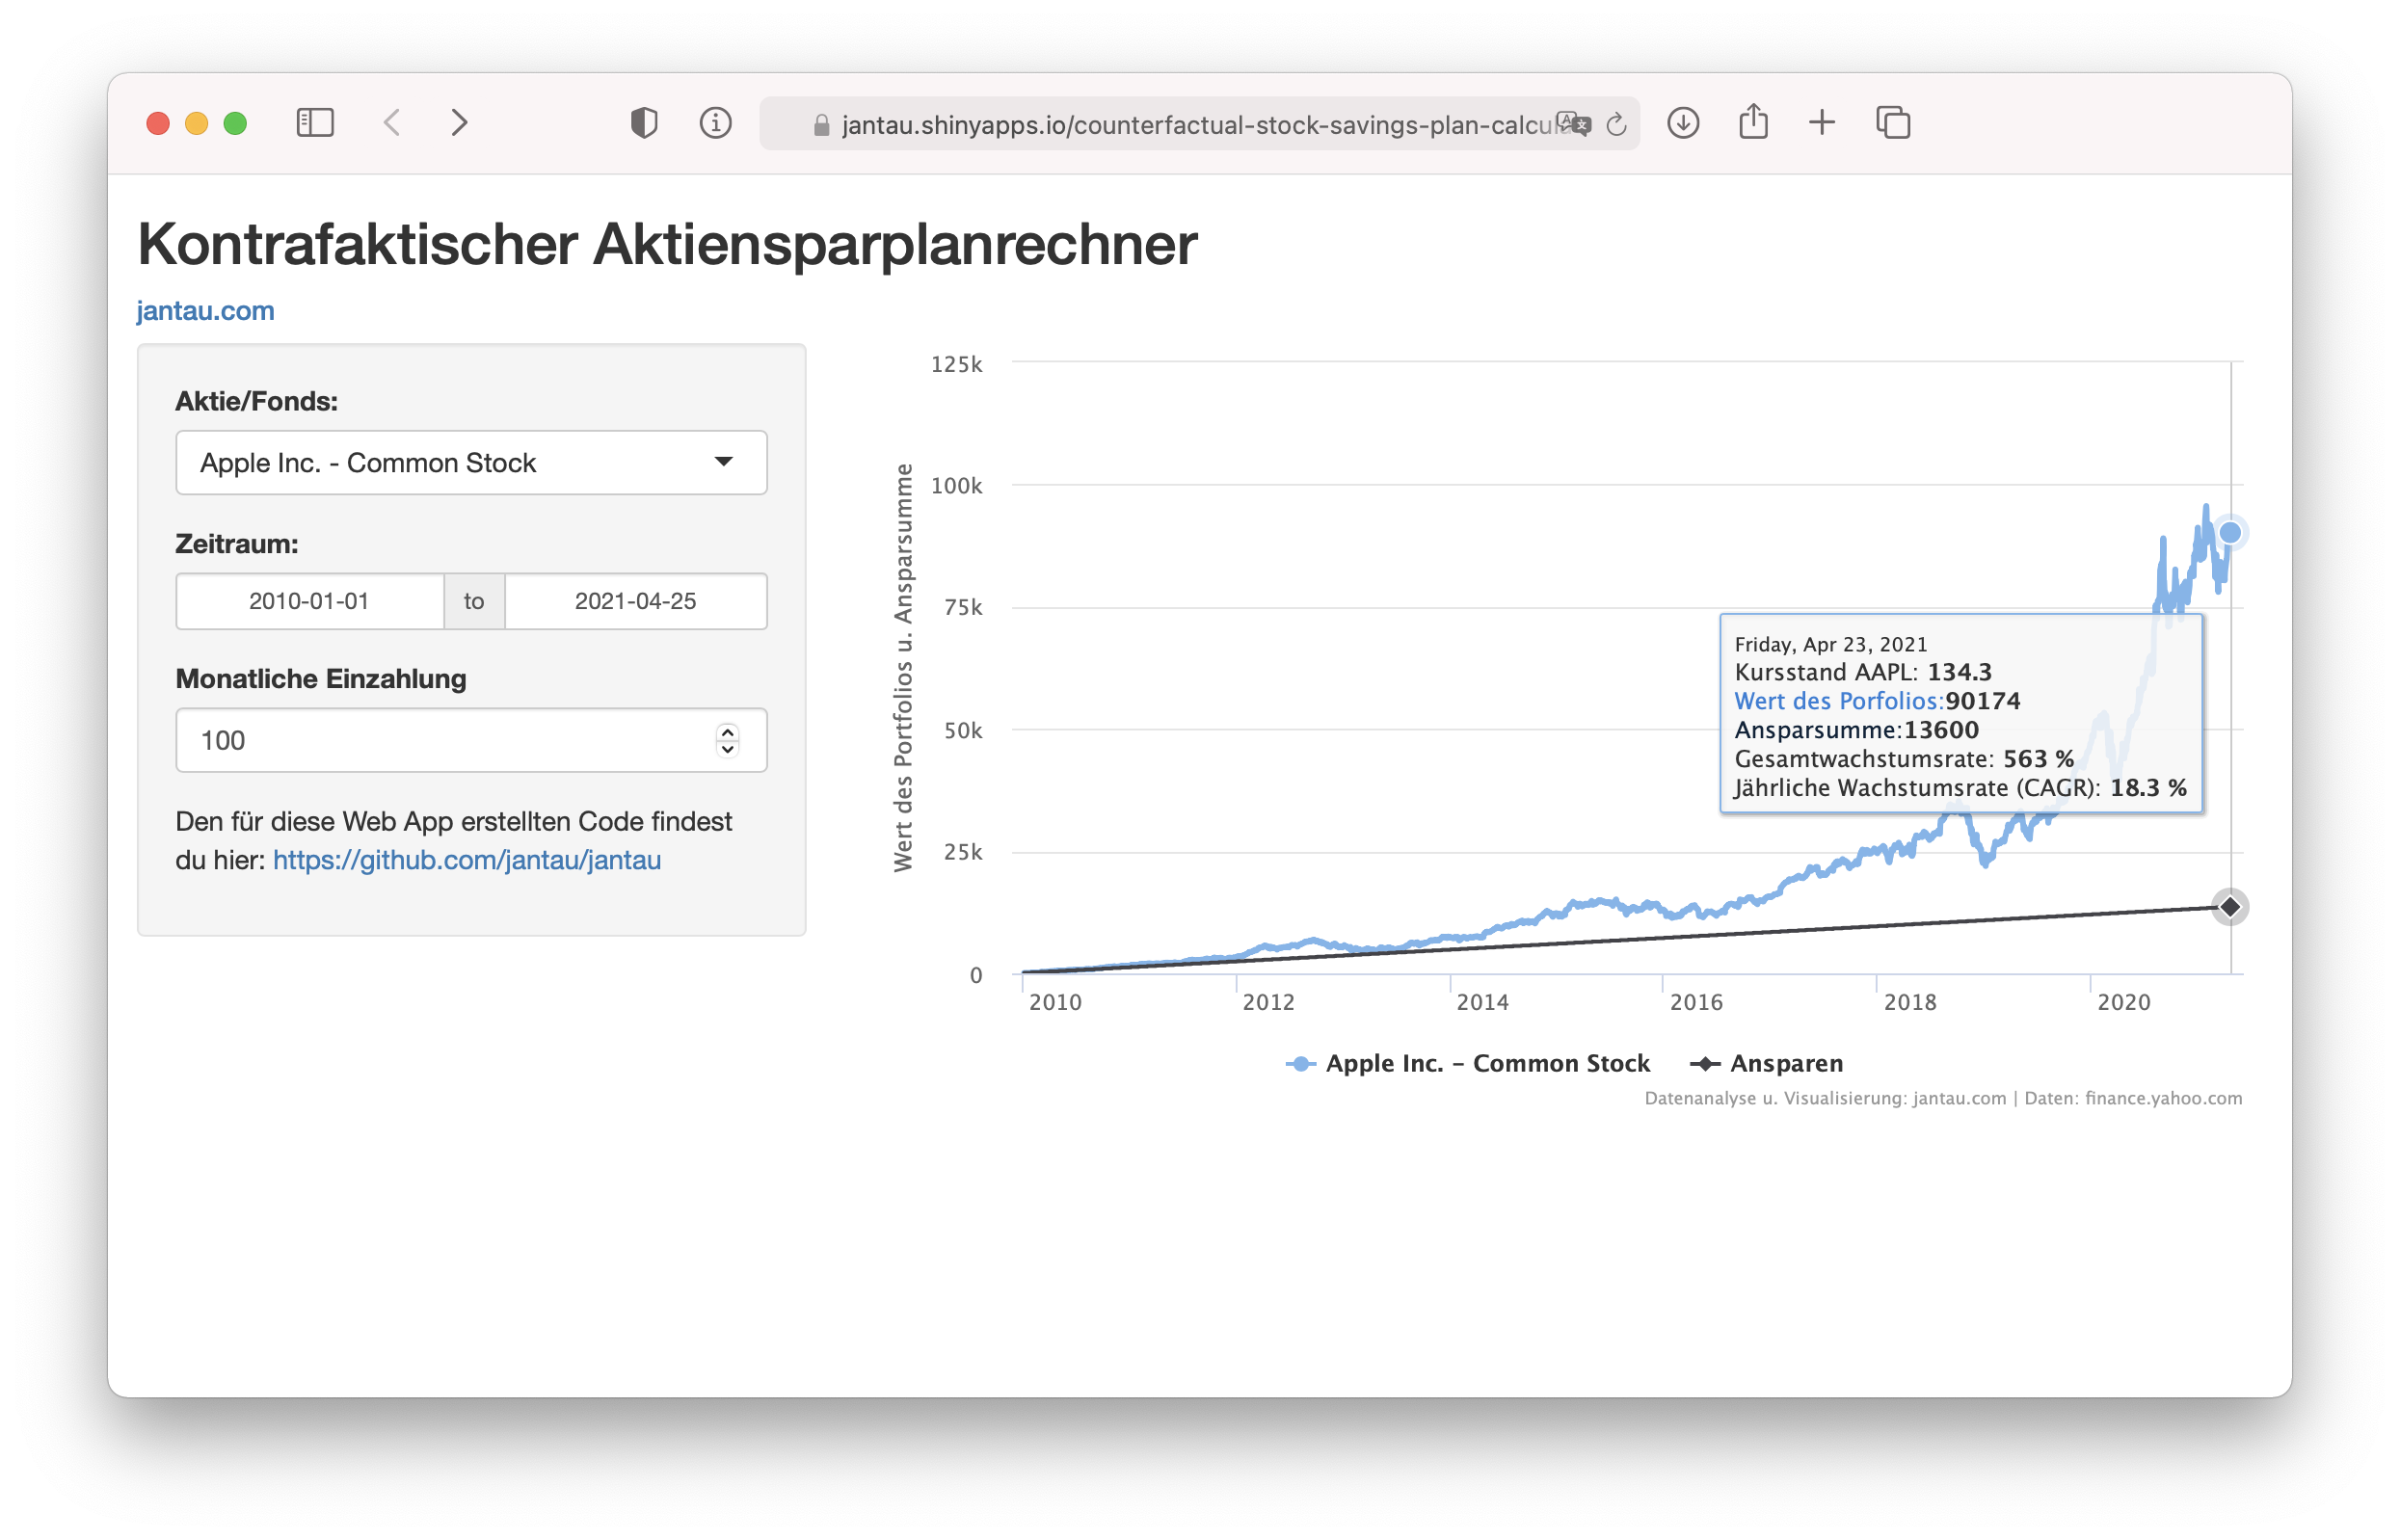 jantau.shinyapps.io/counterfactual-stock-savings-plan-calcul
Kontrafaktischer Aktiensparplanrechner
jantau.com
Aktie/Fonds:
Apple Inc. - Common Stock
Zeitraum:
2010-01-01 to 2021-04-25
Monatliche Einzahlung
100
Den für diese Web App erstellten Code findest
du hier: https://github.com/jantau/jantau
Wert des Portfolios u. Ansparsumme
125k
100k
75k
50k
25k
0
Friday, Apr 23, 2021
Kursstand AAPL: 134.3
Wert des Porfolios:90174
Ansparsumme:13600
Gesamtwachstumsrate: 563 %
Jährliche Wachstumsrate (CAGR): 18.3 %
2010 2012 2014 2016 2018 2020
Apple Inc. – Common Stock Ansparen
Datenanalyse u. Visualisierung: jantau.com | Daten: finance.yahoo.com